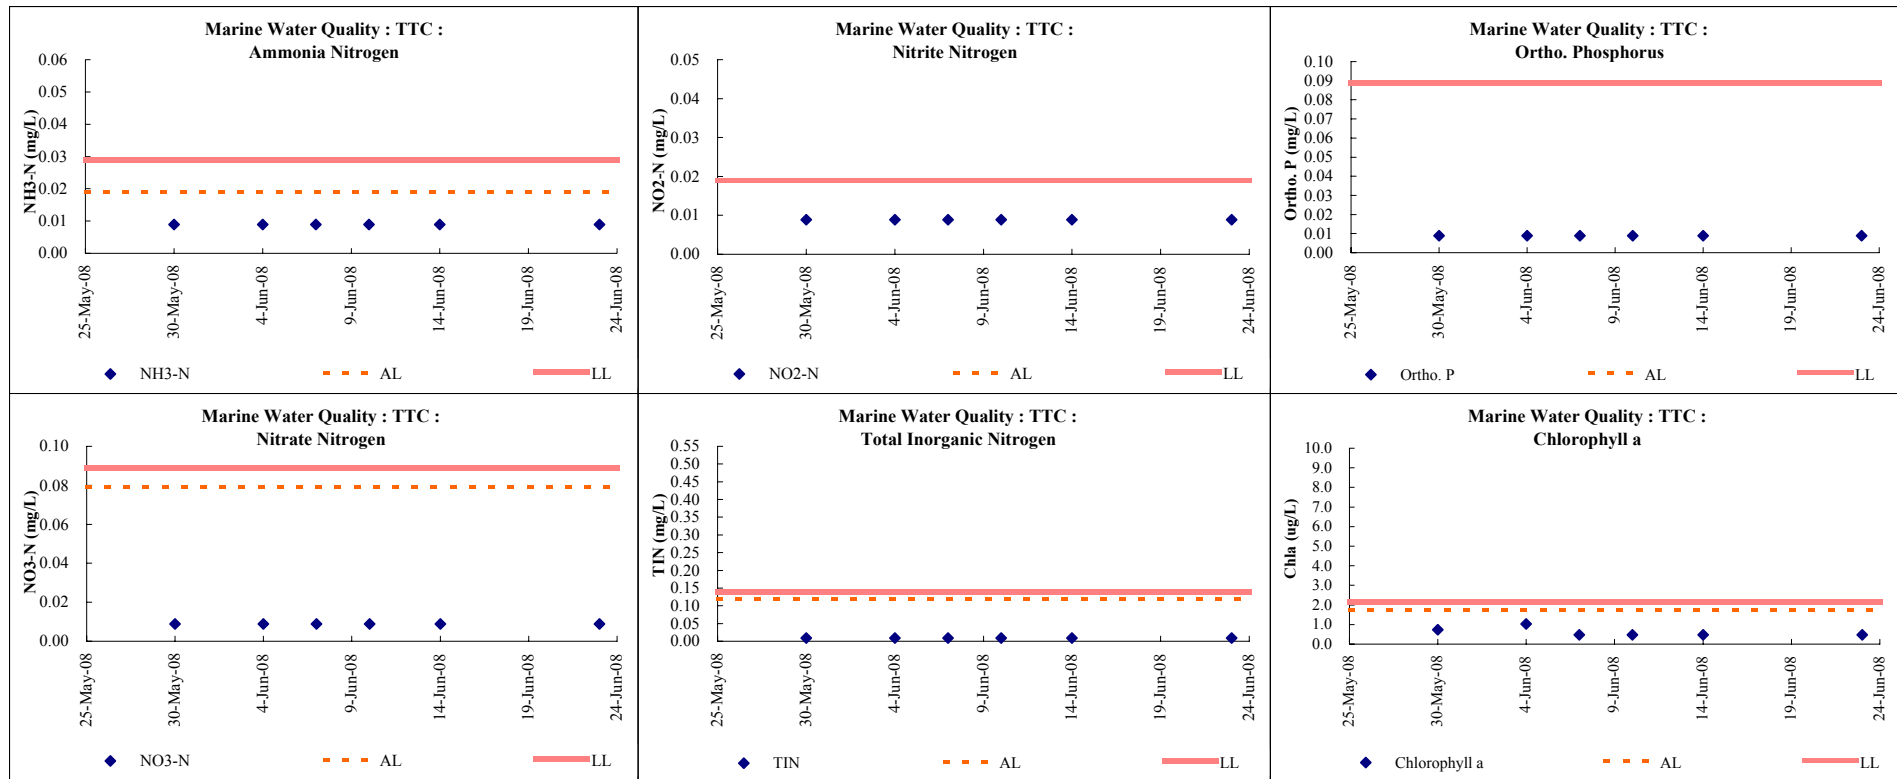 Marine Water Quality : TTC :
Ammonia Nitrogen
NH3-N (mg/L)
0.06
0.05
0.04
0.03
0.02
0.01
0.00
25-May-08
30-May-08
4-Jun-08
9-Jun-08
14-Jun-08
19-Jun-08
24-Jun-08
NH3-N AL LL
Marine Water Quality : TTC :
Nitrite Nitrogen
NO2-N (mg/L)
0.05
0.04
0.03
0.02
0.01
0.00
25-May-08
30-May-08
4-Jun-08
9-Jun-08
14-Jun-08
19-Jun-08
24-Jun-08
NO2-N AL LL
Marine Water Quality : TTC :
Ortho. Phosphorus
Ortho. P (mg/L)
0.10
0.09
0.08
0.07
0.06
0.05
0.04
0.03
0.02
0.01
0.00
25-May-08
30-May-08
4-Jun-08
9-Jun-08
14-Jun-08
19-Jun-08
24-Jun-08
Ortho. P AL LL
Marine Water Quality : TTC :
Nitrate Nitrogen
NO3-N (mg/L)
0.10
0.08
0.06
0.04
0.02
0.00
25-May-08
30-May-08
4-Jun-08
9-Jun-08
14-Jun-08
19-Jun-08
24-Jun-08
NO3-N AL LL
Marine Water Quality : TTC :
Total Inorganic Nitrogen
TIN (mg/L)
0.55
0.50
0.45
0.40
0.35
0.30
0.25
0.20
0.15
0.10
0.05
0.00
25-May-08
30-May-08
4-Jun-08
9-Jun-08
14-Jun-08
19-Jun-08
24-Jun-08
TIN AL LL
Marine Water Quality : TTC :
Chlorophyll a
Chla (ug/L)
10.0
9.0
8.0
7.0
6.0
5.0
4.0
3.0
2.0
1.0
0.0
25-May-08
30-May-08
4-Jun-08
9-Jun-08
14-Jun-08
19-Jun-08
24-Jun-08
Chlorophyll a AL LL